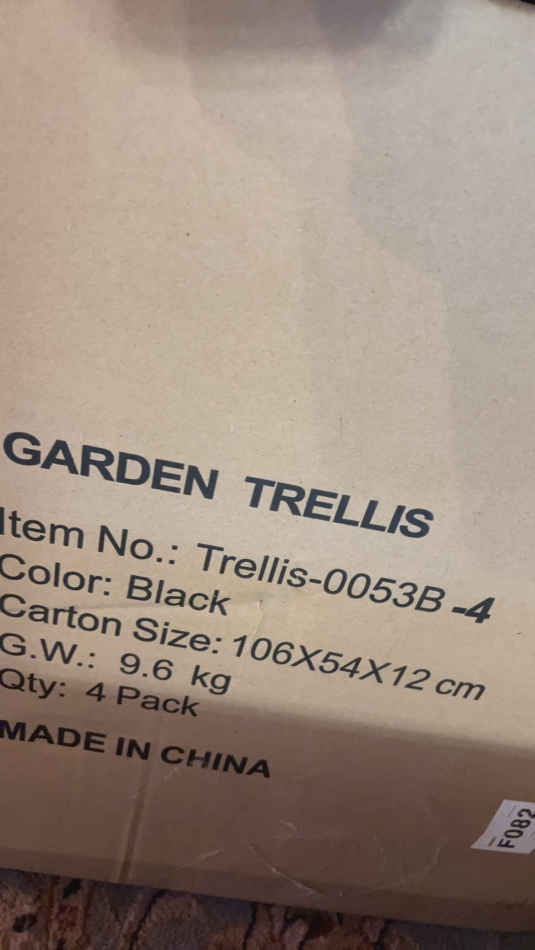 GARDEN TRELLIS
Item No.: Trellis-0053B -4
Color: Black
Carton Size: 106X54X12 cm
G.W.: 9.6 kg
Qty: 4 Pack
MADE IN CHINA
F082